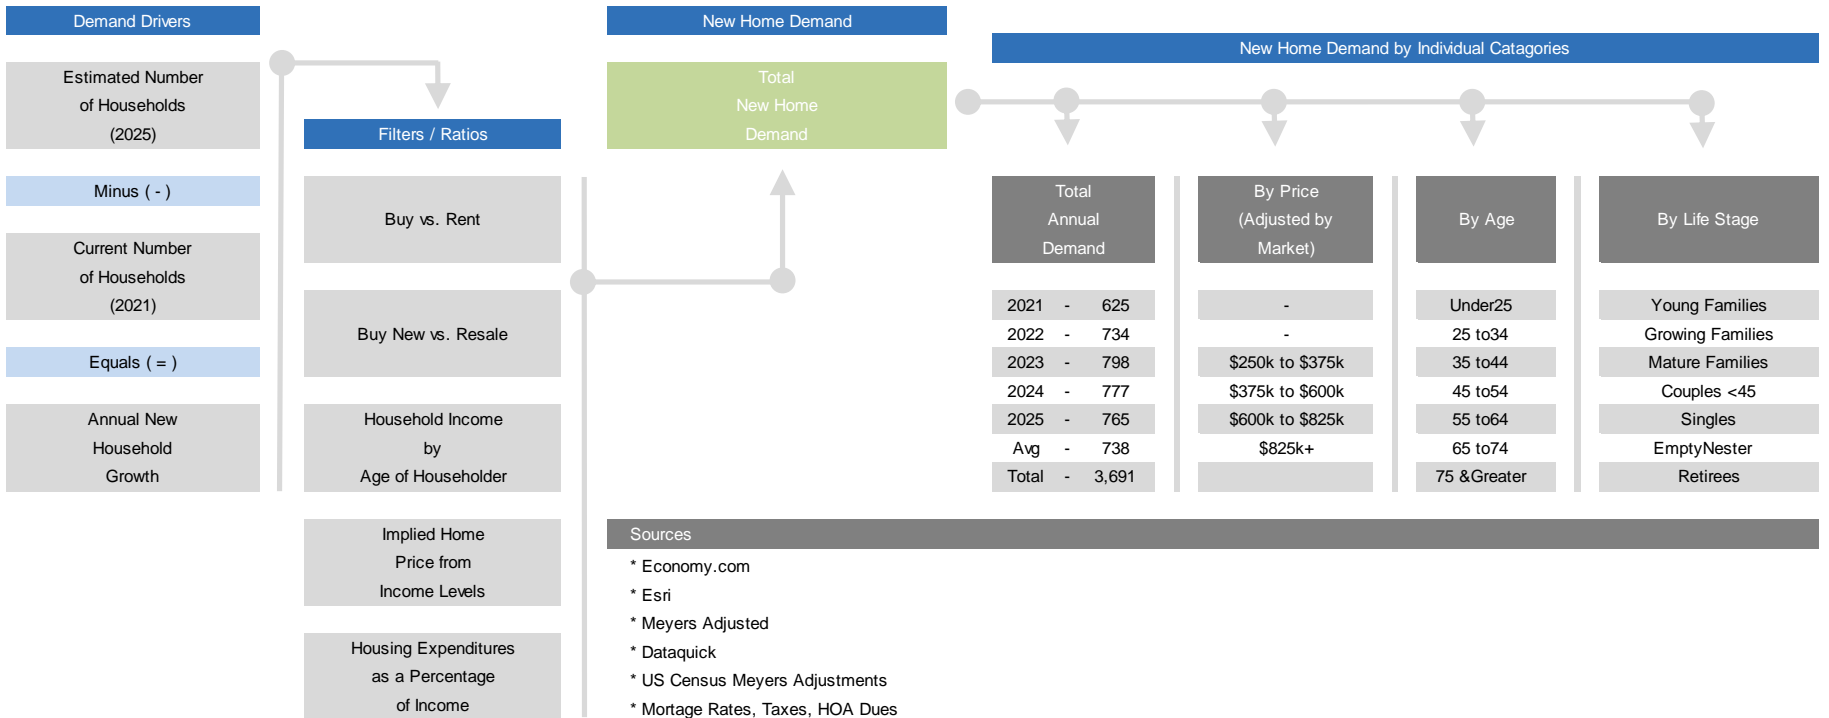 Demand Drivers
Estimated Number
of Households
(2025)
Minus ( - )
Current Number
of Households
(2021)
Equals ( = )
Annual New
Household
Growth
Filters / Ratios
Buy vs. Rent
Buy New vs. Resale
Household Income
by
Age of Householder
Implied Home
Price from
Income Levels
Housing Expenditures
as a Percentage
of Income
New Home Demand
Total
New Home
Demand
New Home Demand by Individual Catagories
Total
Annual
Demand
2021 - 625
2022 - 734
2023 - 798
2024 - 777
2025 - 765
Avg - 738
Total - 3,691
By Price
(Adjusted by
Market)
-
-
$250k to $375k
$375k to $600k
$600k to $825k
$825k+
By Age
Under25
25 to34
35 to44
45 to54
55 to64
65 to74
75 &Greater
By Life Stage
Young Families
Growing Families
Mature Families
Couples <45
Singles
EmptyNester
Retirees
Sources
* Economy.com
* Esri
* Meyers Adjusted
* Dataquick
* US Census Meyers Adjustments
* Mortage Rates, Taxes, HOA Dues